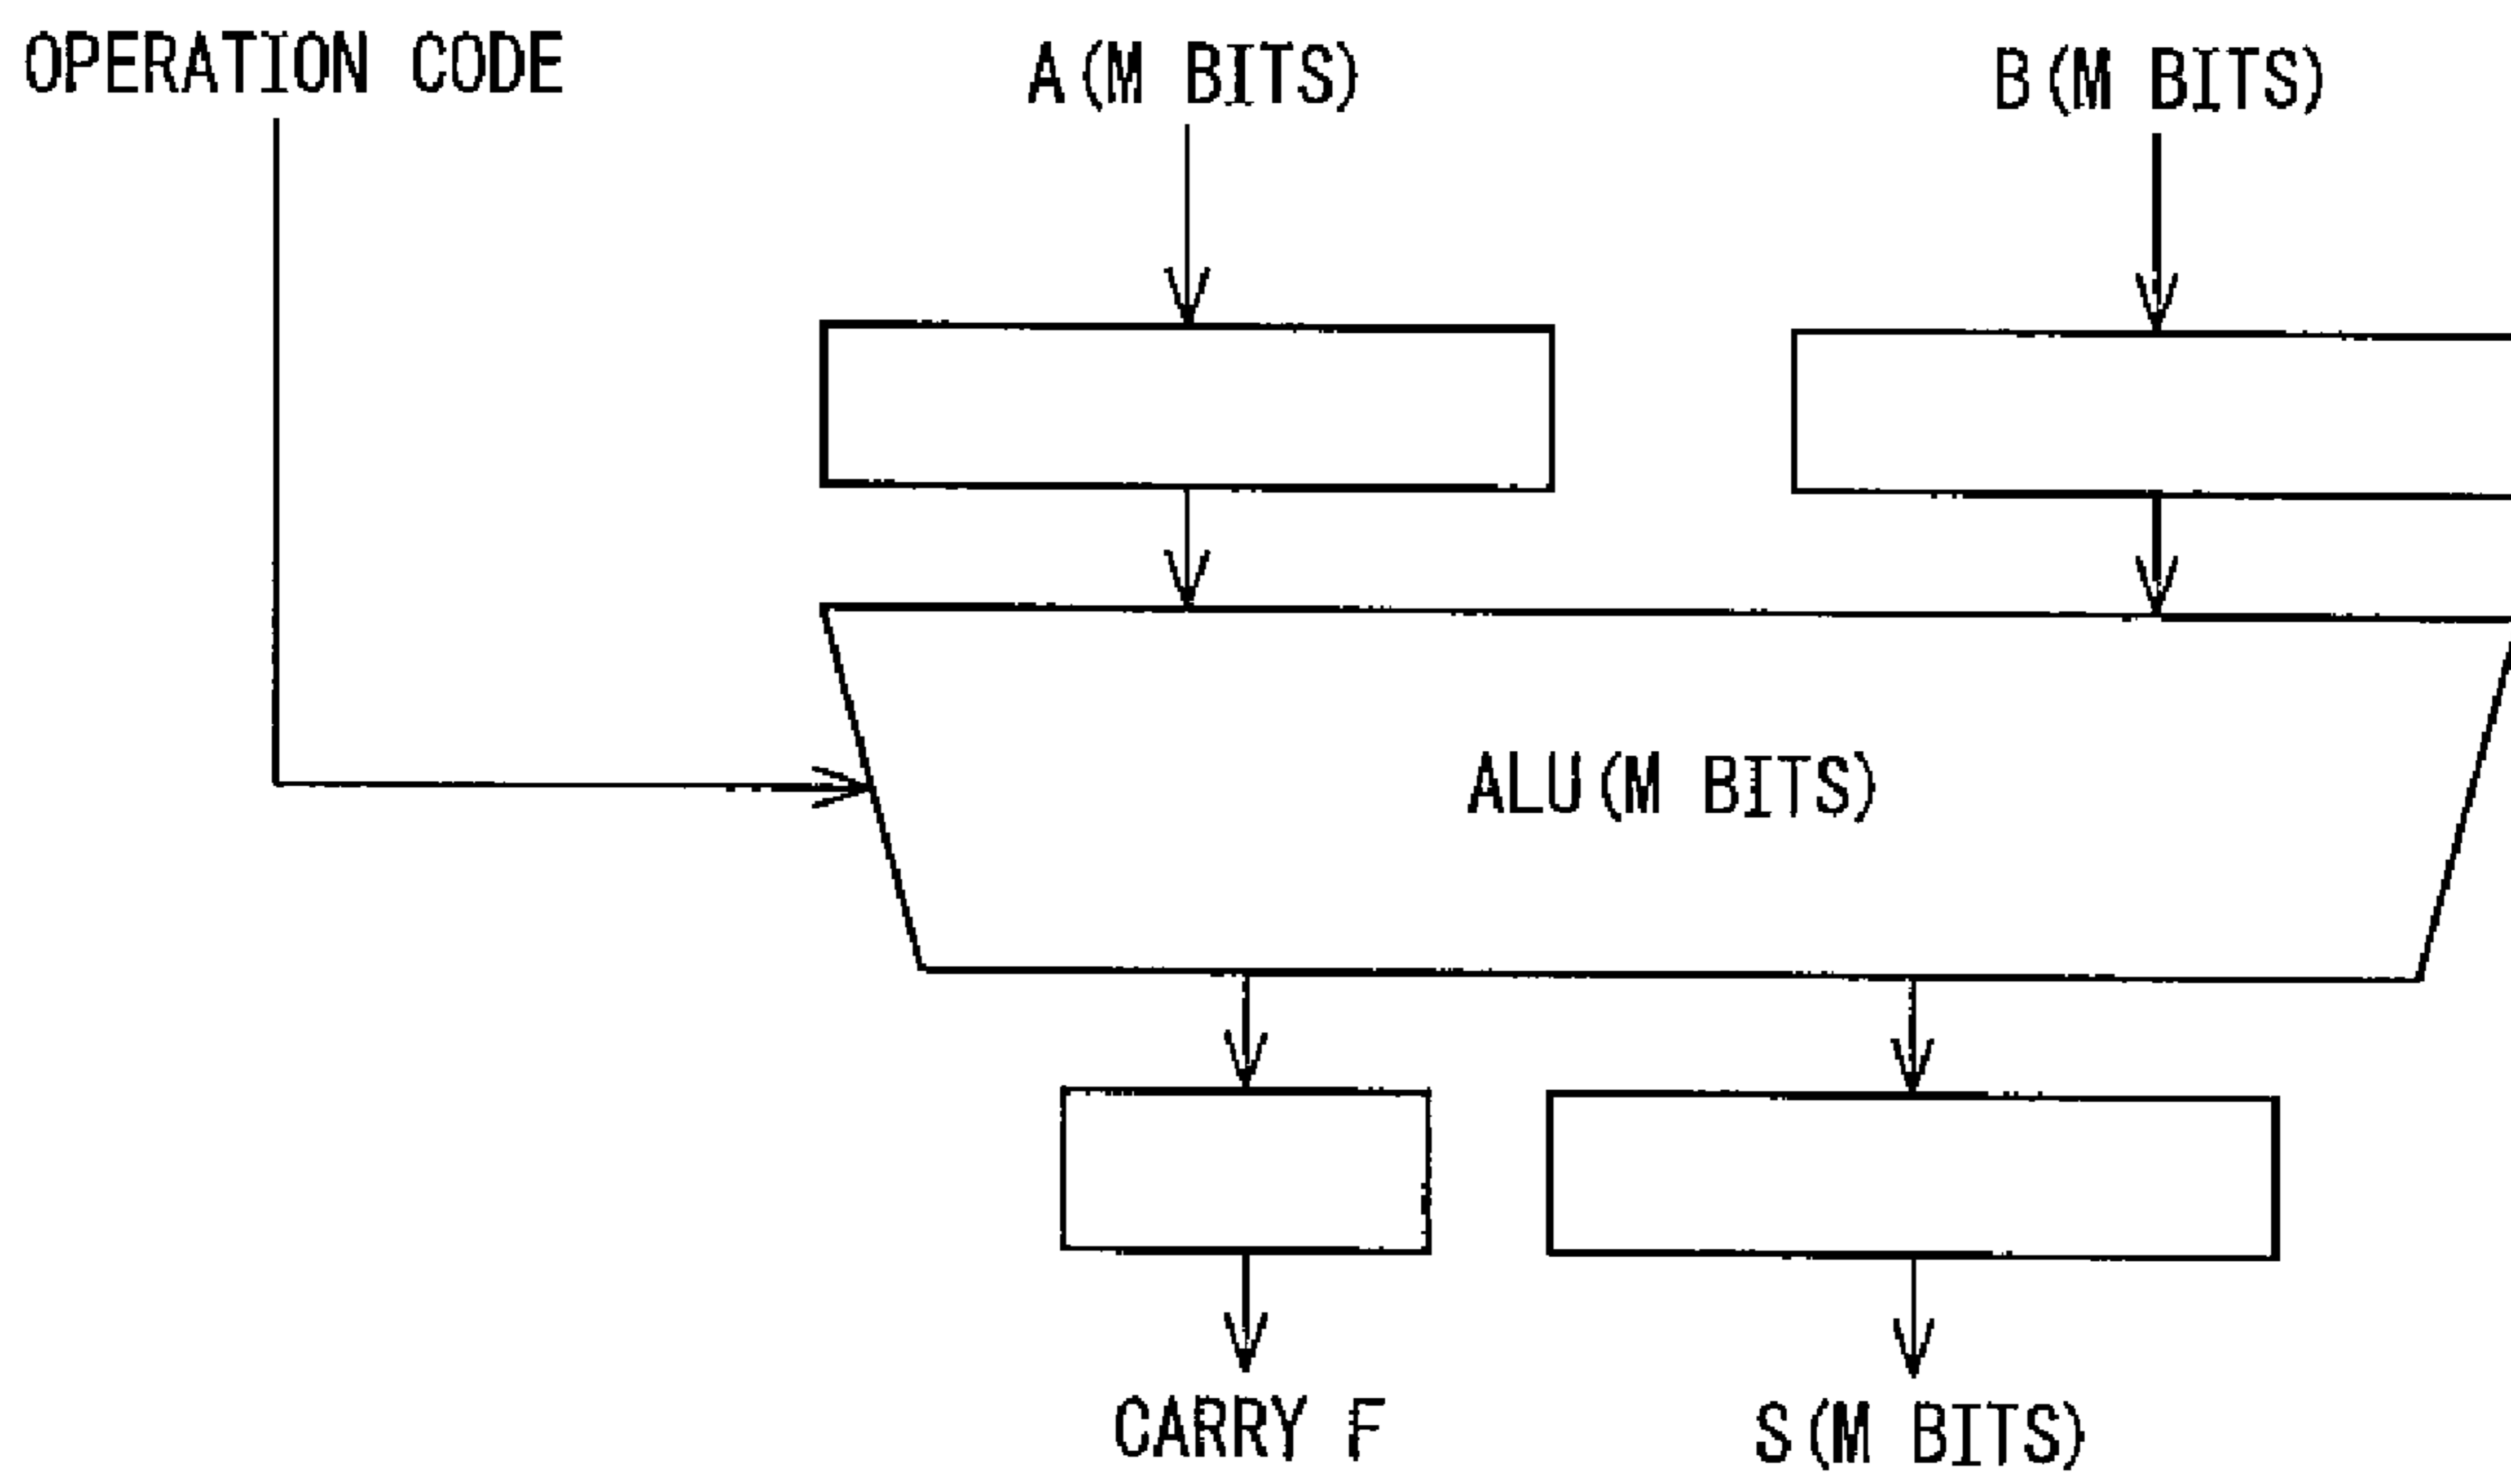 OPERATION CODE
A(M BITS)
B(M BITS)
ALU(M BITS)
CARRY F
S(M BITS)